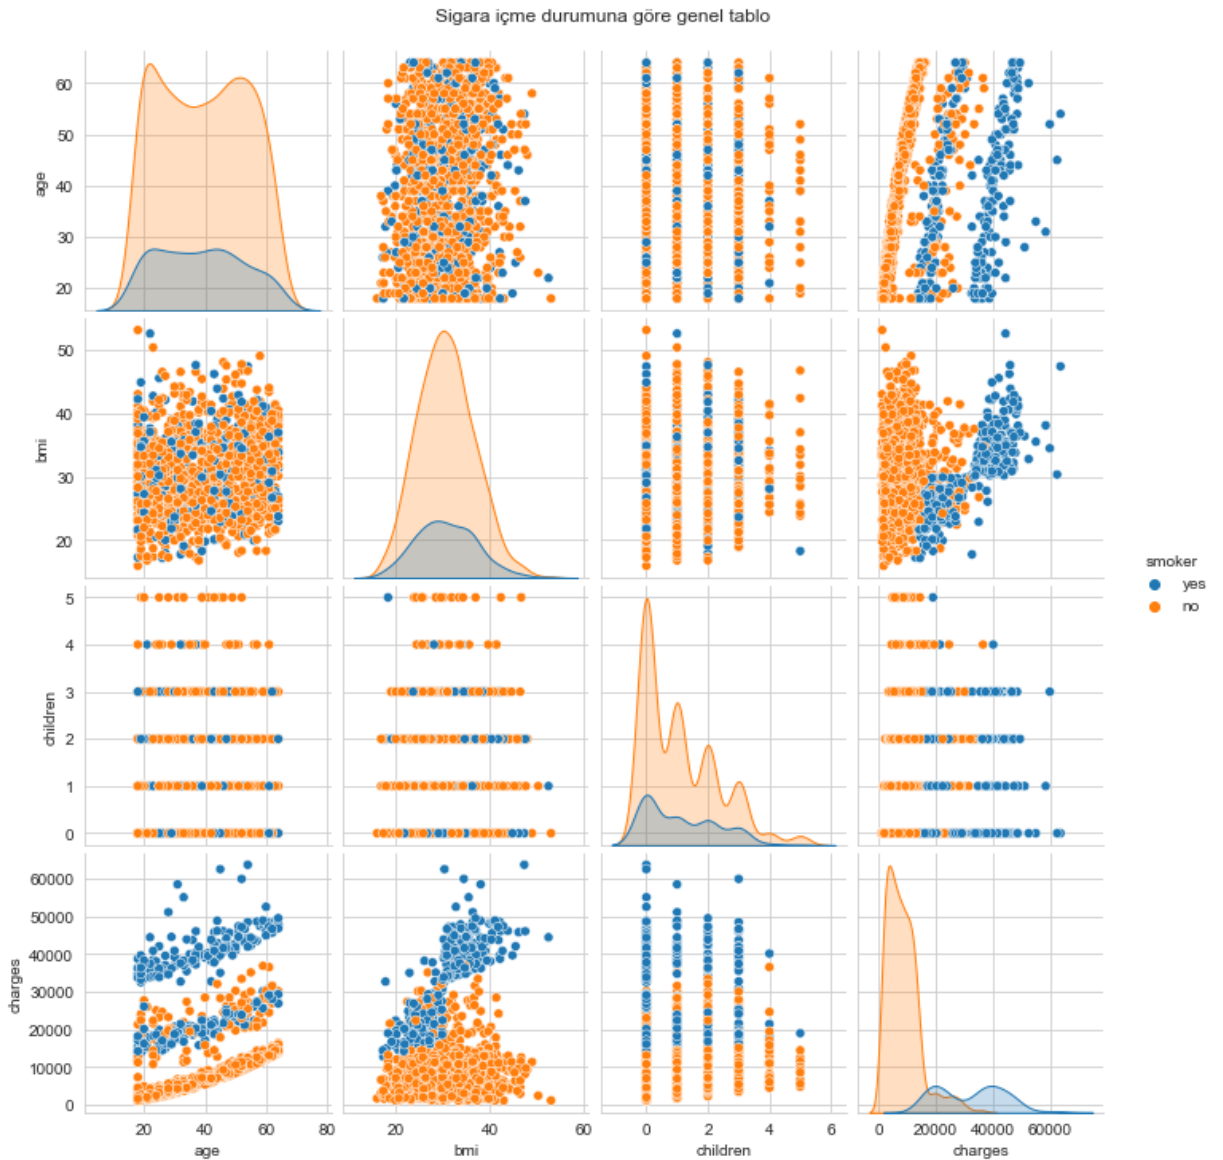 Sigara içme durumuna göre genel tablo
60
50
40
30
20
age
50
40
30
20
bmi
smoker
yes
no
5
4
3
2
1
0
children
60000
50000
40000
30000
20000
10000
0
charges
20 40 60 80
20 40 60
0 2 4 6
0 20000 40000 60000
age bmi children charges